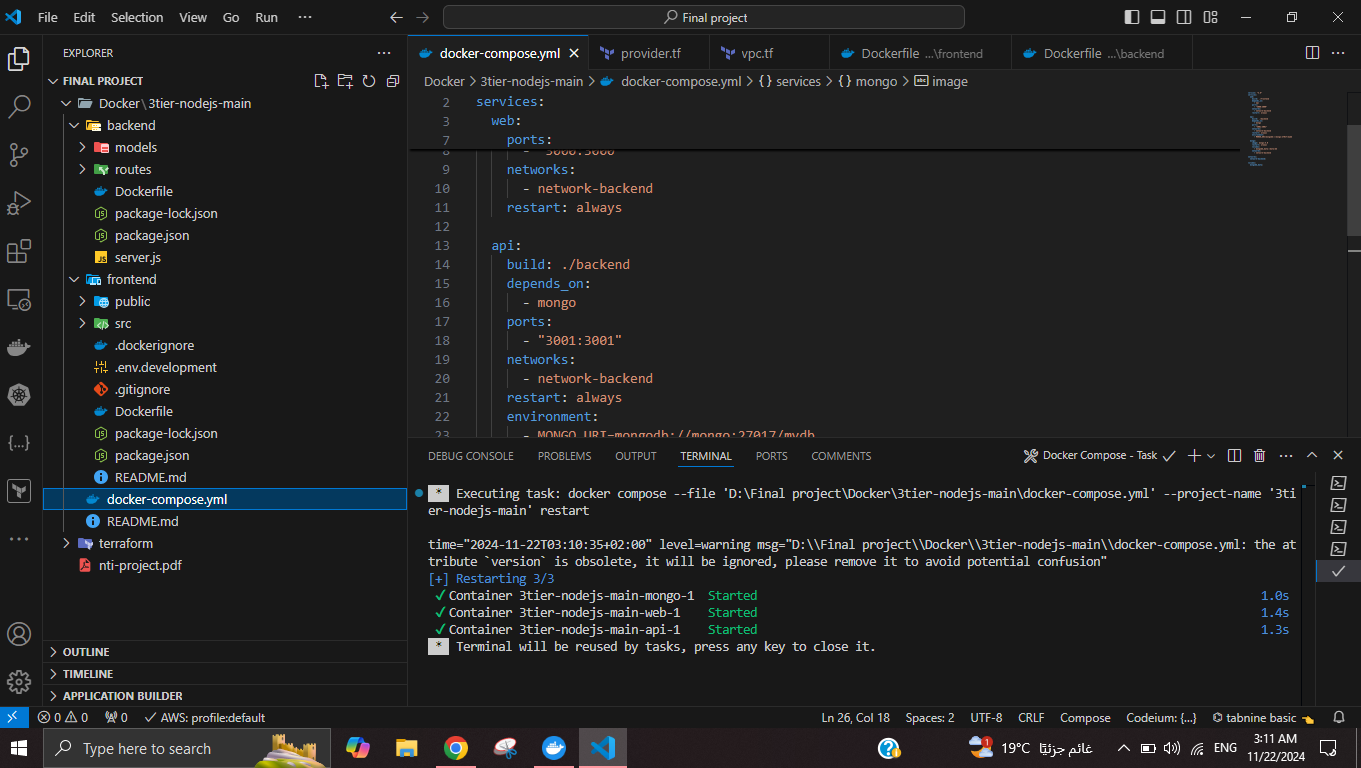 File Edit Selection View Go Run ···
Final project
EXPLORER
FINAL PROJECT
Docker \ 3tier-nodejs-main
backend
models
routes
Dockerfile
package-lock.json
package.json
server.js
frontend
public
src
.dockerignore
.env.development
.gitignore
Dockerfile
package-lock.json
package.json
README.md
docker-compose.yml
README.md
terraform
nti-project.pdf
OUTLINE
TIMELINE
APPLICATION BUILDER
docker-compose.yml
provider.tf
vpc.tf
Dockerfile ...\frontend
Dockerfile ...\backend
Docker > 3tier-nodejs-main > docker-compose.yml > {} services > {} mongo > image
2 services:
3 web:
7 ports:
8 - "3000:3000"
9 networks:
10 - network-backend
11 restart: always
12
13 api:
14 build: ./backend
15 depends_on:
16 - mongo
17 ports:
18 - "3001:3001"
19 networks:
20 - network-backend
21 restart: always
22 environment:
23 - MONGO_URI=mongodb://mongo:27017/mydb
DEBUG CONSOLE PROBLEMS OUTPUT TERMINAL PORTS COMMENTS
Docker Compose - Task
* Executing task: docker compose --file 'D:\Final project\Docker\3tier-nodejs-main\docker-compose.yml' --project-name '3ti
er-nodejs-main' restart
time="2024-11-22T03:10:35+02:00" level=warning msg="D:\\Final project\\Docker\\3tier-nodejs-main\\docker-compose.yml: the at
tribute `version` is obsolete, it will be ignored, please remove it to avoid potential confusion"
[+] Restarting 3/3
✓ Container 3tier-nodejs-main-mongo-1 Started 1.0s
✓ Container 3tier-nodejs-main-web-1 Started 1.4s
✓ Container 3tier-nodejs-main-api-1 Started 1.3s
* Terminal will be reused by tasks, press any key to close it.
0 0 0 AWS: profile:default
Ln 26, Col 18 Spaces: 2 UTF-8 CRLF Compose Codeium: {...} tabnine basic
Type here to search
1 19°C غائم جزئيًا
ENG
3:11 AM
11/22/2024